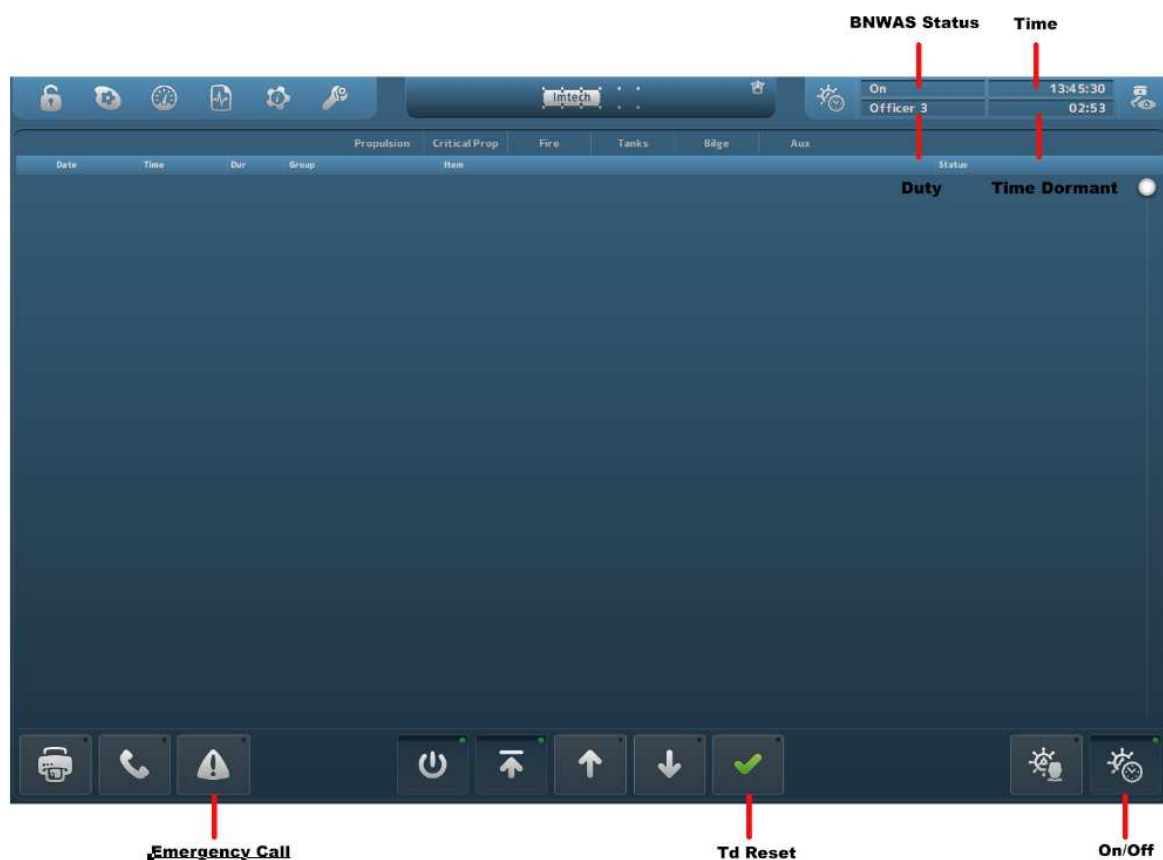 BNWAS Status Time
Imtech
On 13:45:30
Officer 3 02:53
Propulsion Critical Prop Fire Tanks Bilge Aux
Date Time Dur Group Item Status
Duty Time Dormant
Emergency Call Td Reset On/Off